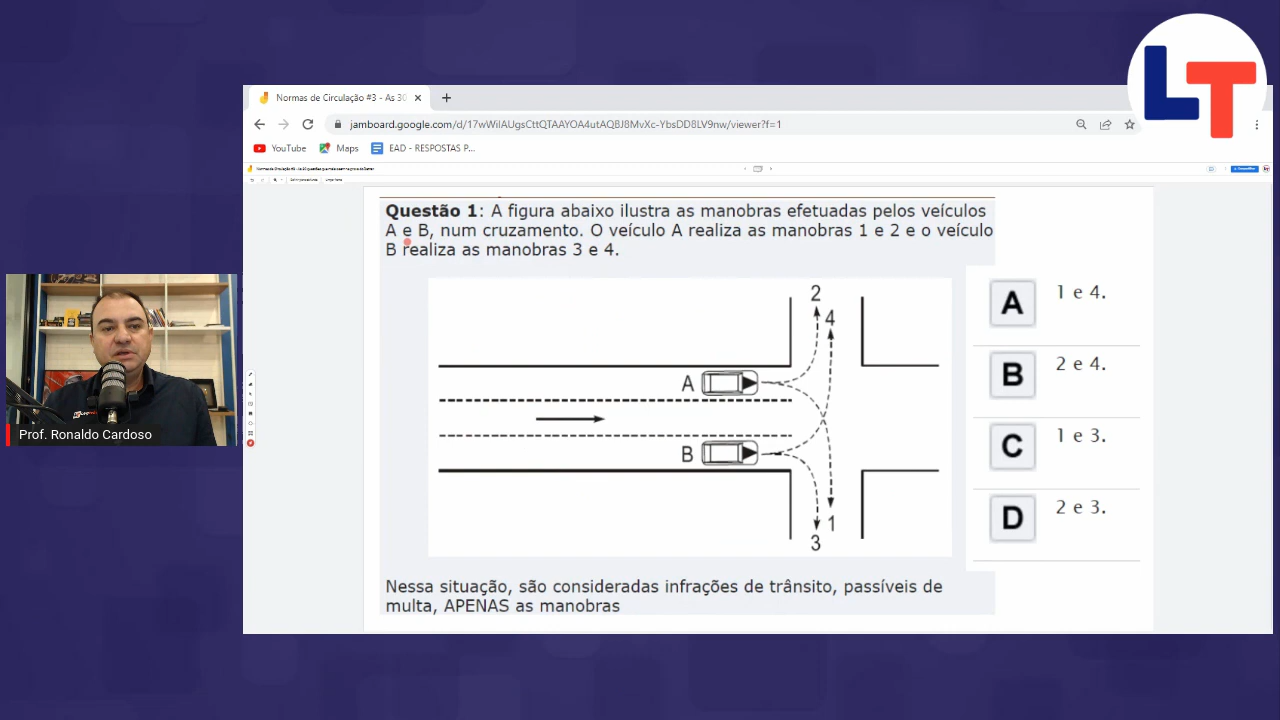 LT
Normas de Circulação #3 - As 30
jamboard.google.com/d/17wWilAUgsCttQTAAYOA4utAQBJ8MvXc-YbsDD8LV9nw/viewer?f=1
YouTube
Maps
EAD - RESPOSTAS P...
Questão 1: A figura abaixo ilustra as manobras efetuadas pelos veículos
A e B, num cruzamento. O veículo A realiza as manobras 1 e 2 e o veículo
B realiza as manobras 3 e 4.
2
4
A
B
1
3
A 1 e 4.
B 2 e 4.
C 1 e 3.
D 2 e 3.
Nessa situação, são consideradas infrações de trânsito, passíveis de
multa, APENAS as manobras
Prof. Ronaldo Cardoso